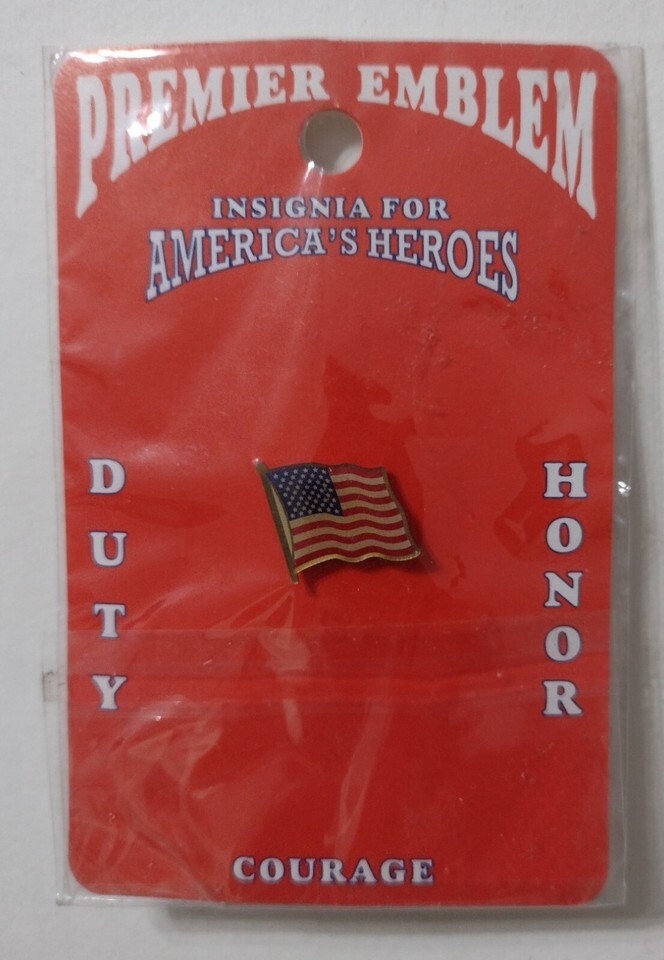 PREMIER EMBLEM
INSIGNIA FOR
AMERICA'S HEROES
DUTY
HONOR
COURAGE